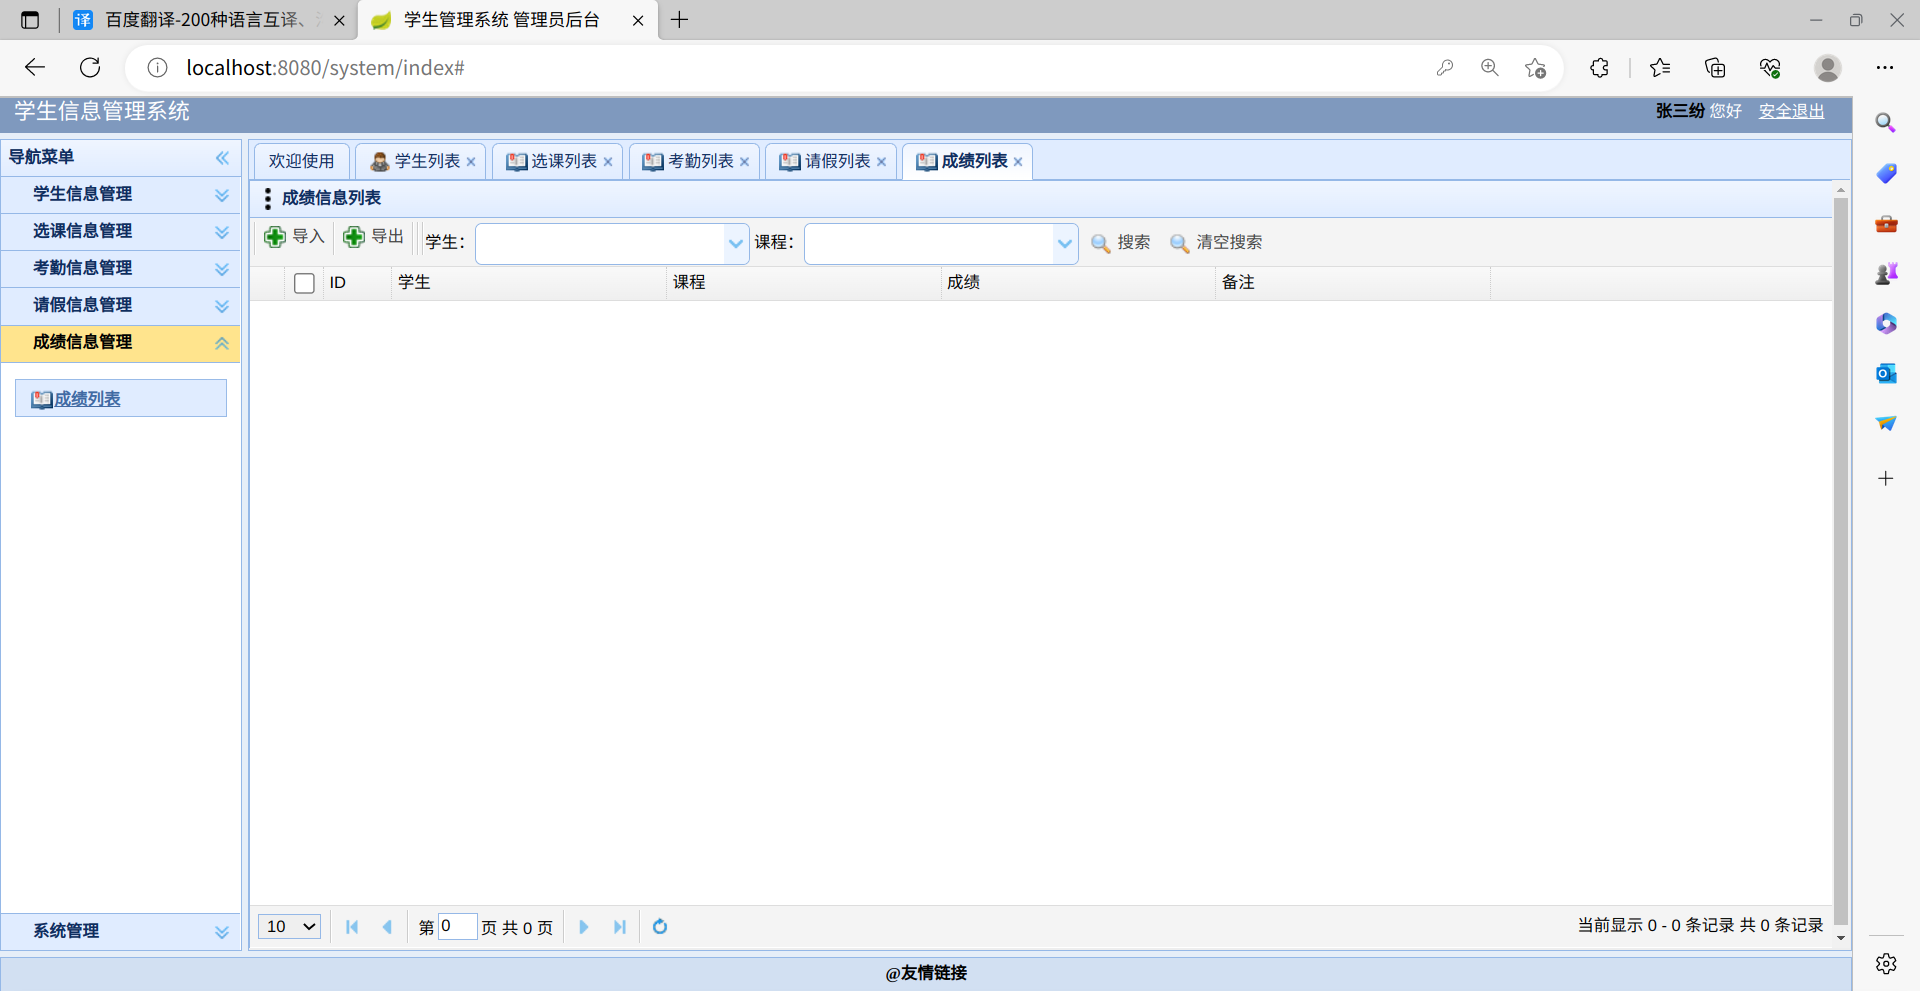 百度翻译-200种语言互译、
学生管理系统 管理员后台
localhost:8080/system/index#
学生信息管理系统
张三纷 您好 安全退出
导航菜单
学生信息管理
选课信息管理
考勤信息管理
请假信息管理
成绩信息管理
成绩列表
系统管理
欢迎使用 学生列表 选课列表 考勤列表 请假列表 成绩列表
成绩信息列表
导入 导出 学生： 课程： 搜索 清空搜索
ID 学生 课程 成绩 备注
10 第 0 页 共 0 页 当前显示 0 - 0 条记录 共 0 条记录
@友情链接